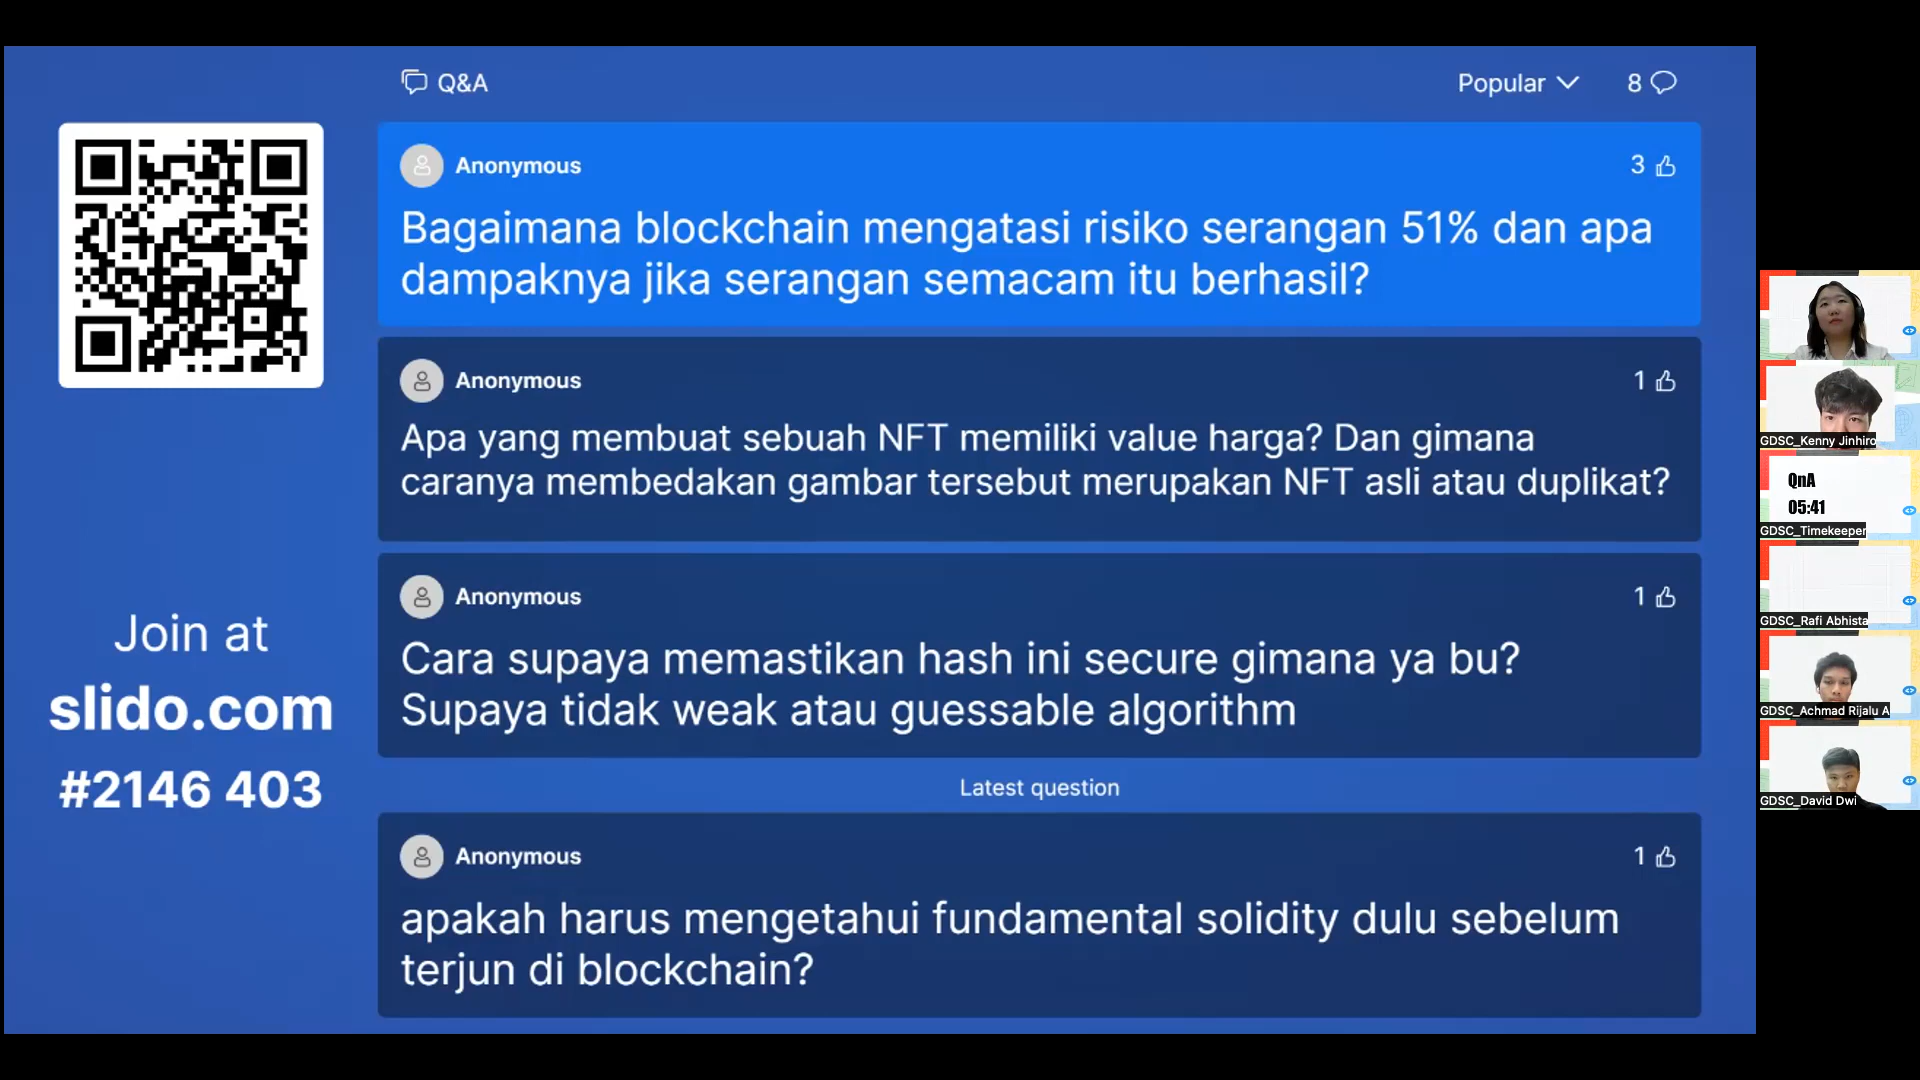 Q&A
Popular
8
Anonymous
3
Bagaimana blockchain mengatasi risiko serangan 51% dan apa
dampaknya jika serangan semacam itu berhasil?
Anonymous
1
Apa yang membuat sebuah NFT memiliki value harga? Dan gimana
caranya membedakan gambar tersebut merupakan NFT asli atau duplikat?
Anonymous
1
Cara supaya memastikan hash ini secure gimana ya bu?
Supaya tidak weak atau guessable algorithm
Latest question
Anonymous
1
apakah harus mengetahui fundamental solidity dulu sebelum
terjun di blockchain?
Join at
slido.com
#2146 403
GDSC_Kenny Jinhiro
QnA
05:41
GDSC_Timekeeper
GDSC_Rafi Abhista
GDSC_Achmad Rijalu A
GDSC_David Dwi